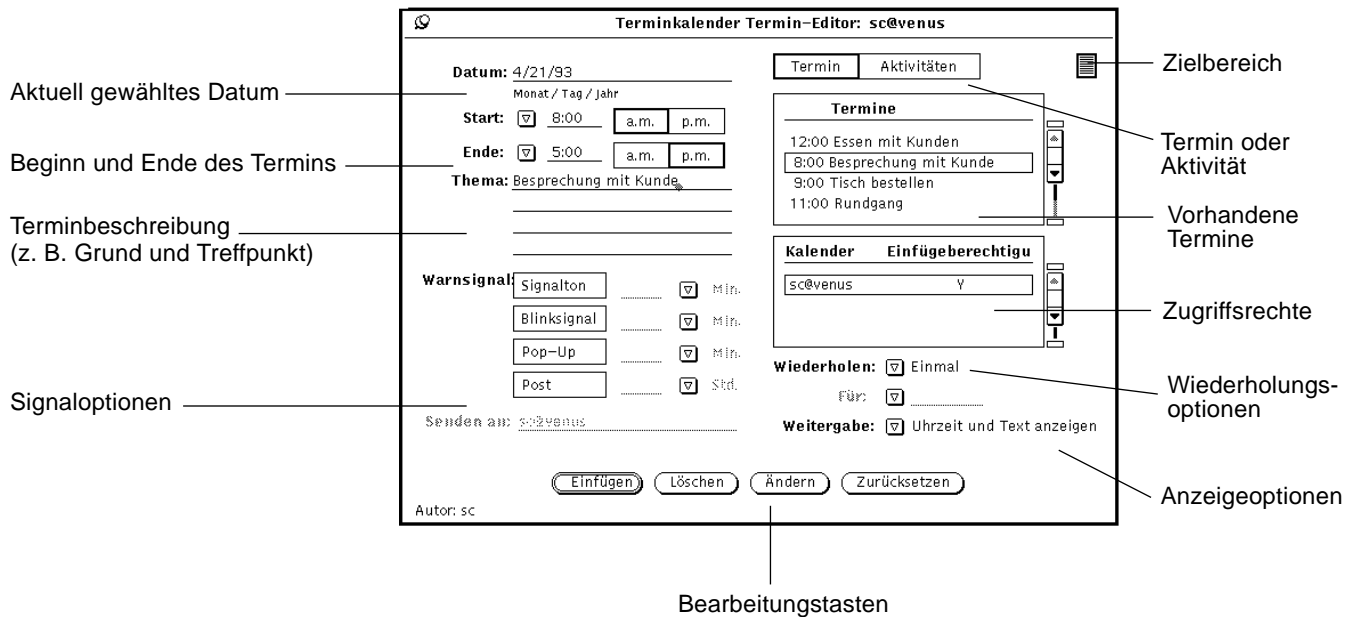 Terminkalender Termin-Editor: sc@venus
Aktuell gewähltes Datum
Beginn und Ende des Termins
Terminbeschreibung
(z. B. Grund und Treffpunkt)
Signaloptionen
Datum: 4/21/93
Monat / Tag / Jahr
Start: 8:00 a.m. p.m.
Ende: 5:00 a.m. p.m.
Thema: Besprechung mit Kunde
Warnsignal: Signalton Min.
Blinksignal Min.
Pop-Up Min.
Post Std.
Senden an: sc@venus
Termin Aktivitäten
Termine
12:00 Essen mit Kunden
8:00 Besprechung mit Kunde
9:00 Tisch bestellen
11:00 Rundgang
Kalender Einfügeberechtigu
sc@venus Y
Wiederholen: Einmal
Für:
Weitergabe: Uhrzeit und Text anzeigen
Einfügen Löschen Ändern Zurücksetzen
Autor: sc
Zielbereich
Termin oder
Aktivität
Vorhandene
Termine
Zugriffsrechte
Wiederholungs-
optionen
Anzeigeoptionen
Bearbeitungstasten